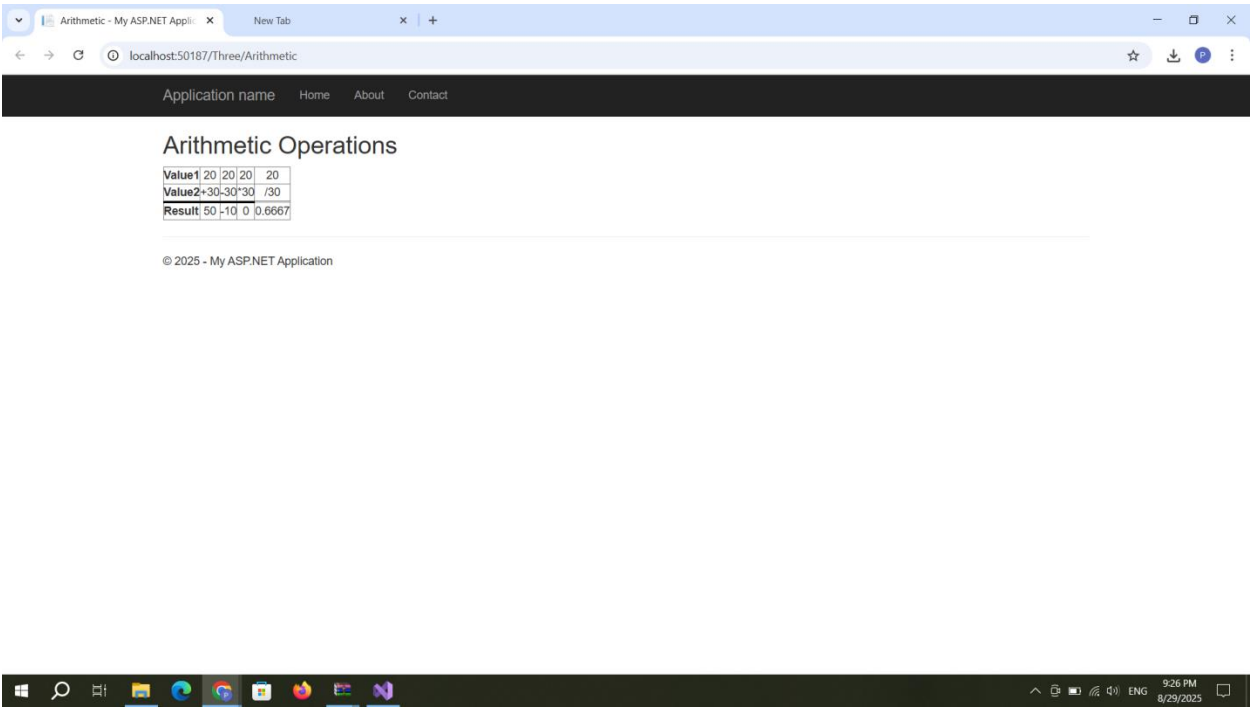 Arithmetic - My ASP.NET Applic
New Tab
localhost:50187/Three/Arithmetic
P
Application name Home About Contact
Arithmetic Operations
Value1 20 20 20 20
Value2 +30 -30 *30 /30
Result 50 -10 0 0.6667
© 2025 - My ASP.NET Application
ENG
9:26 PM
8/29/2025